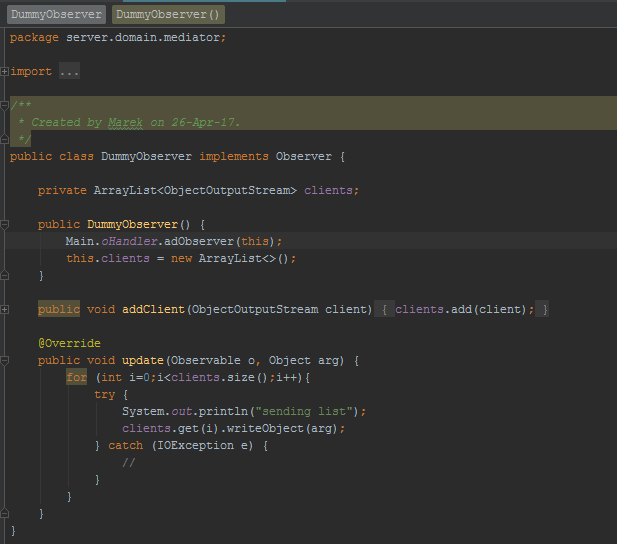 DummyObserver DummyObserver()
package server.domain.mediator;
import ...
/**
* Created by Marek on 26-Apr-17.
*/
public class DummyObserver implements Observer {
private ArrayList<ObjectOutputStream> clients;
public DummyObserver() {
Main.oHandler.adObserver(this);
this.clients = new ArrayList<>();
}
public void addClient(ObjectOutputStream client) { clients.add(client); }
@Override
public void update(Observable o, Object arg) {
for (int i=0;i<clients.size();i++){
try {
System.out.println("sending list");
clients.get(i).writeObject(arg);
} catch (IOException e) {
//
}
}
}
}